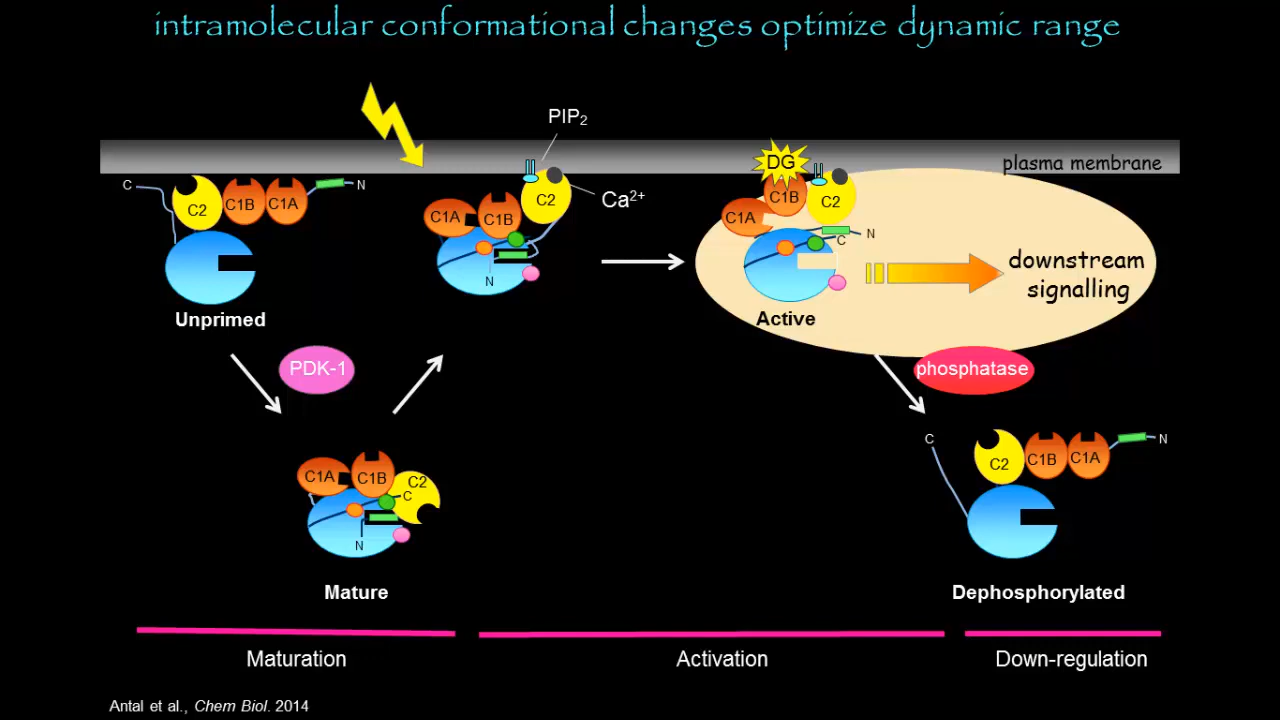 intramolecular conformational changes optimize dynamic range
PIP₂
DG
plasma membrane
C
C2
C1B
C1A
N
C1A
C1B
C2
Ca²⁺
N
C1A
C1B
C2
C
N
downstream
signalling
Unprimed
Active
PDK-1
phosphatase
C1A
C1B
C2
C
N
C
C2
C1B
C1A
N
Mature
Dephosphorylated
Maturation
Activation
Down-regulation
Antal et al., Chem Biol. 2014